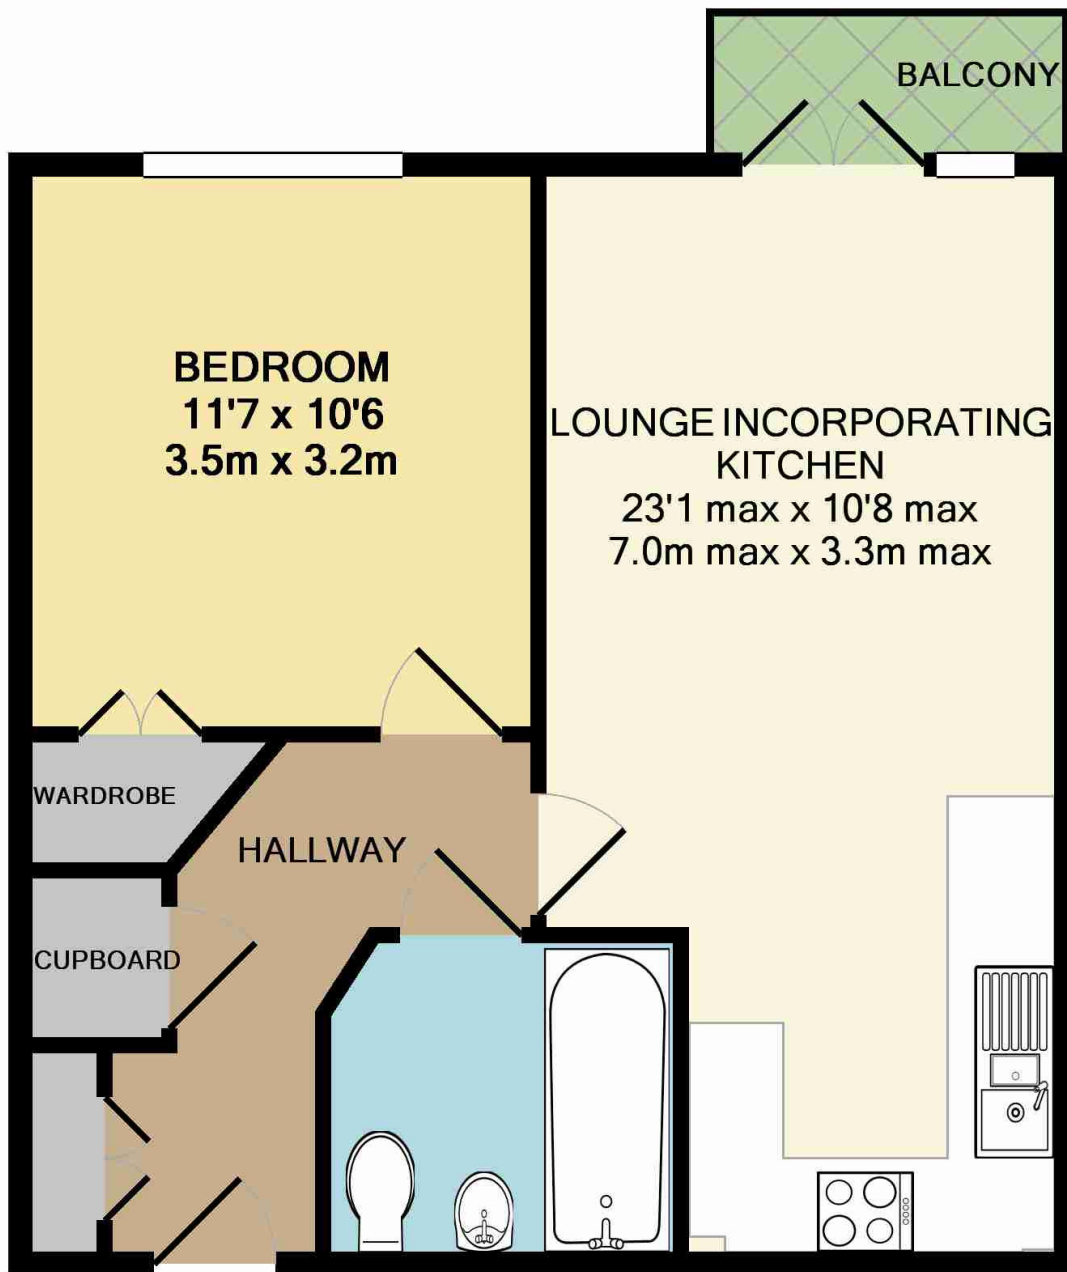 BALCONY
BEDROOM
11'7 x 10'6
3.5m x 3.2m
LOUNGE INCORPORATING
KITCHEN
23'1 max x 10'8 max
7.0m max x 3.3m max
WARDROBE
HALLWAY
CUPBOARD